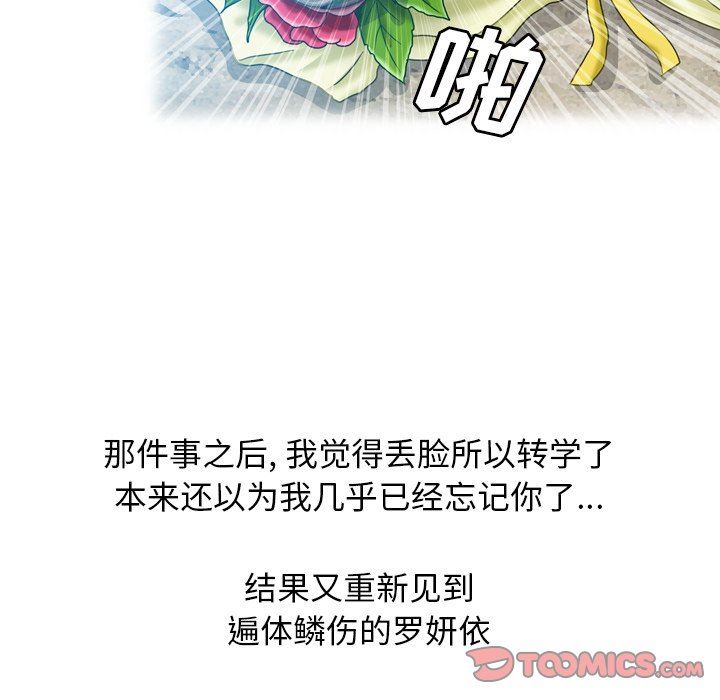 啪
那件事之后, 我觉得丢脸所以转学了
本来还以为我几乎已经忘记你了...
结果又重新见到
遍体鳞伤的罗妍依
TOOMICS.COM